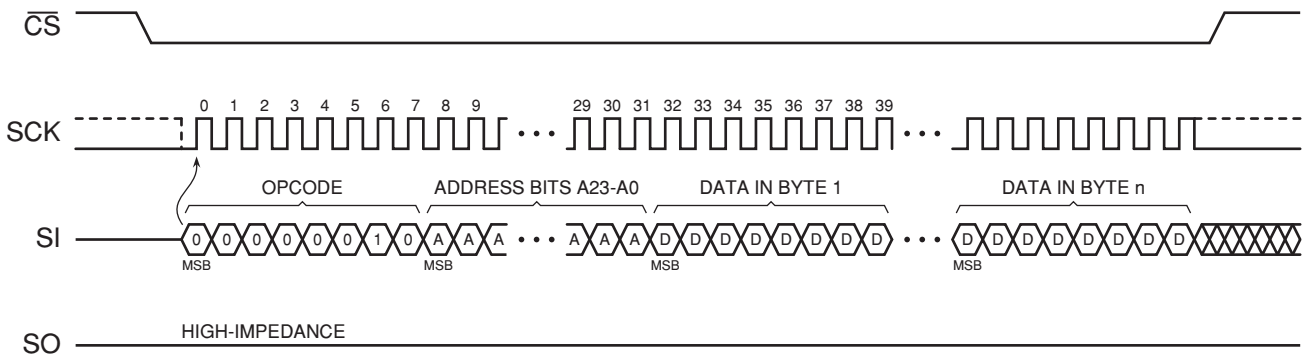 CS
0 1 2 3 4 5 6 7 8 9 29 30 31 32 33 34 35 36 37 38 39
SCK
OPCODE ADDRESS BITS A23-A0 DATA IN BYTE 1 DATA IN BYTE n
SI 0 0 0 0 0 0 1 0 A A A A A A D D D D D D D D D D D D D D D D
MSB MSB MSB MSB
HIGH-IMPEDANCE
SO